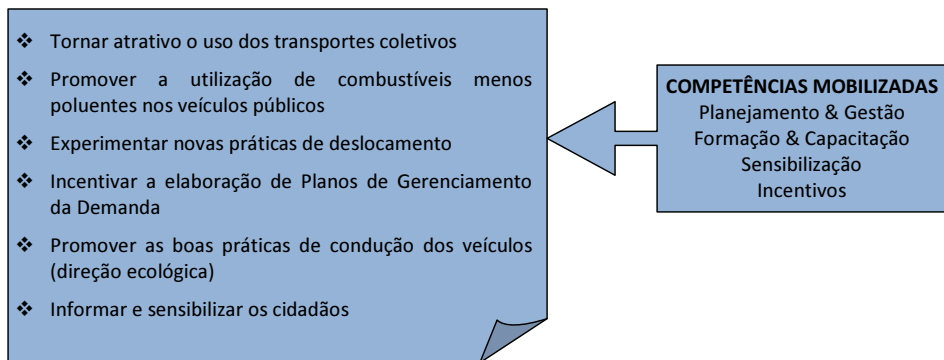 ❖ Tornar atrativo o uso dos transportes coletivos
❖ Promover a utilização de combustíveis menos
poluentes nos veículos públicos
❖ Experimentar novas práticas de deslocamento
❖ Incentivar a elaboração de Planos de Gerenciamento
da Demanda
❖ Promover as boas práticas de condução dos veículos
(direção ecológica)
❖ Informar e sensibilizar os cidadãos
COMPETÊNCIAS MOBILIZADAS
Planejamento & Gestão
Formação & Capacitação
Sensibilização
Incentivos